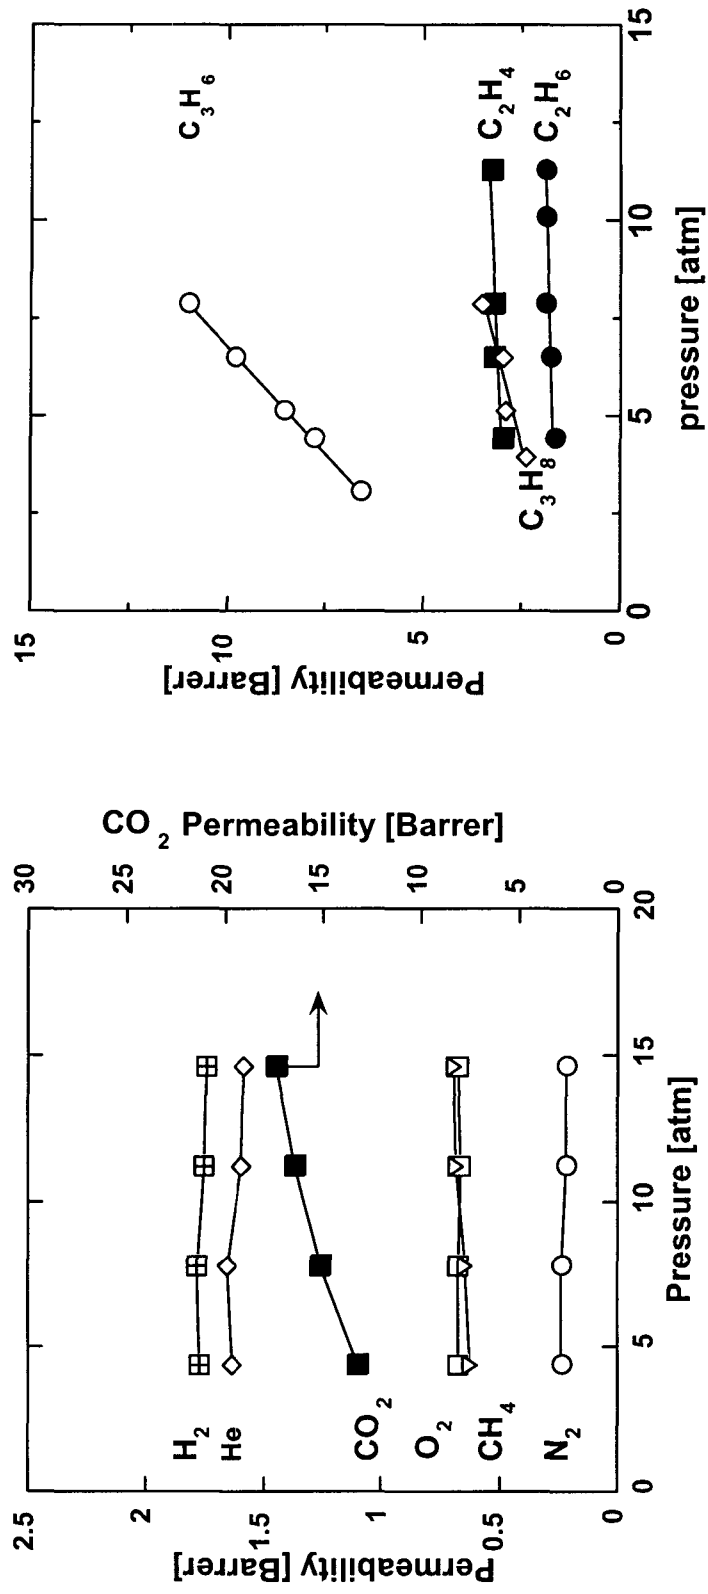 Permeability [Barrer]
2.5
2
1.5
1
0.5
0
H2
He
CO2
O2
CH4
N2
0
5
10
15
20
Pressure [atm]
30
25
20
15
10
5
0
CO2 Permeability [Barrer]
Permeability [Barrer]
15
10
5
0
C3H6
C2H4
C2H6
C3H8
0
5
10
15
pressure [atm]